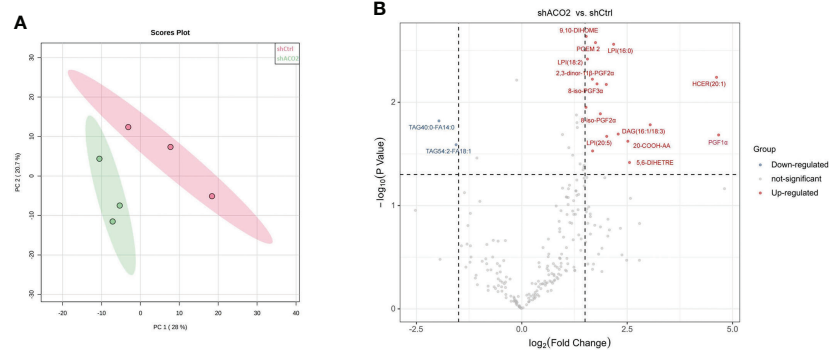 A
Scores Plot
shCtrl
shACO2
PC 2 ( 20.7 %)
30
20
10
0
-10
-20
-30
-20
-10
0
10
20
30
40
PC 1 ( 28 %)
B
shACO2 vs. shCtrl
9,10-DIHOME
PGEM 2
LPI(16:0)
LPI(18:2)
2,3-dinor-11β-PGF2α
HCER(20:1)
8-iso-PGF3α
8-iso-PGF2α
TAG40:0-FA14:0
DAG(16:1/18:3)
LPI(20:5)
20-COOH-AA
PGF1α
TAG54:2-FA18:1
5,6-DIHETRE
−log₁₀(P Value)
2
1
0
-2.5
0.0
2.5
5.0
log₂(Fold Change)
Group
Down-regulated
not-significant
Up-regulated